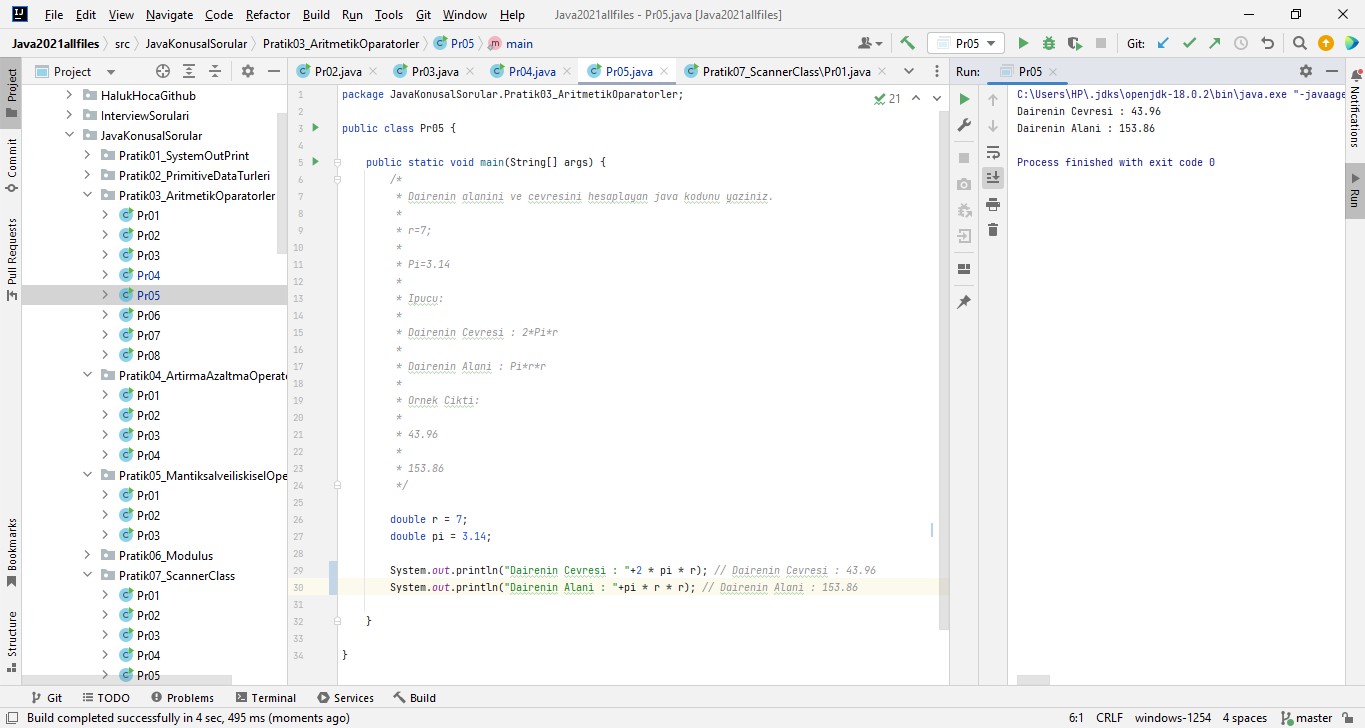 File Edit View Navigate Code Refactor Build Run Tools Git Window Help Java2021allfiles - Pr05.java [Java2021allfiles]
Java2021allfiles src JavaKonusalSorular Pratik03_AritmetikOparatorler Pr05 main Pr05 Git:
Project
Commit
Pull Requests
Bookmarks
Structure
Project
HalukHocaGithub
InterviewSorulari
JavaKonusalSorular
Pratik01_SystemOutPrint
Pratik02_PrimitiveDataTurleri
Pratik03_AritmetikOparatorler
Pr01
Pr02
Pr03
Pr04
Pr05
Pr06
Pr07
Pr08
Pratik04_ArtirmaAzaltmaOperat
Pr01
Pr02
Pr03
Pr04
Pratik05_MantiksalveiliskiselOpe
Pr01
Pr02
Pr03
Pratik06_Modulus
Pratik07_ScannerClass
Pr01
Pr02
Pr03
Pr04
Pr05
Pr02.java Pr03.java Pr04.java Pr05.java Pratik07_ScannerClass\Pr01.java
21
1 package JavaKonusalSorular.Pratik03_AritmetikOparatorler;
2
3 public class Pr05 {
4
5 public static void main(String[] args) {
6 /*
7 * Dairenin alanini ve cevresini hesaplayan java kodunu yaziniz.
8 *
9 * r=7;
10 *
11 * Pi=3.14
12 *
13 * Ipucu:
14 *
15 * Dairenin Cevresi : 2*Pi*r
16 *
17 * Dairenin Alani : Pi*r*r
18 *
19 * Ornek Cikti:
20 *
21 * 43.96
22 *
23 * 153.86
24 */
25
26 double r = 7;
27 double pi = 3.14;
28
29 System.out.println("Dairenin Cevresi : "+2 * pi * r); // Dairenin Cevresi : 43.96
30 System.out.println("Dairenin Alani : "+pi * r * r); // Dairenin Alani : 153.86
31
32 }
33
34 }
Run: Pr05
C:\Users\HP\.jdks\openjdk-18.0.2\bin\java.exe "-javaage
Dairenin Cevresi : 43.96
Dairenin Alani : 153.86
Process finished with exit code 0
Notifications
Run
Git TODO Problems Terminal Services Build
Build completed successfully in 4 sec, 495 ms (moments ago) 6:1 CRLF windows-1254 4 spaces master